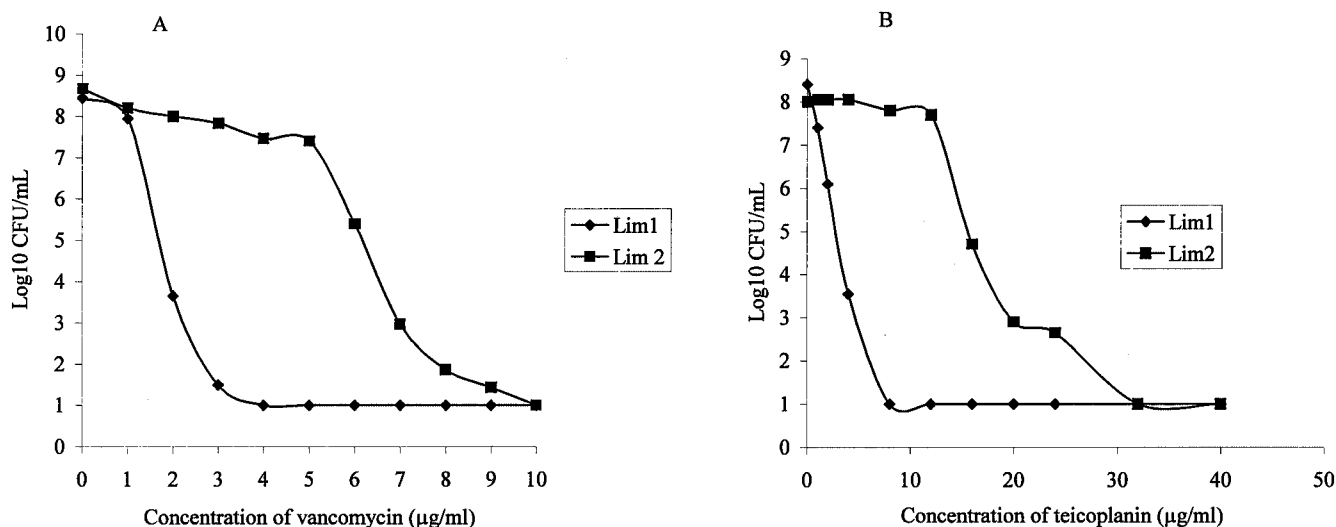 A
10
9
8
7
6
5
4
3
2
1
0
Log10 CFU/mL
0 1 2 3 4 5 6 7 8 9 10
Concentration of vancomycin (µg/ml)
Lim1
Lim 2
B
9
8
7
6
5
4
3
2
1
0
Log10 CFU/mL
0 10 20 30 40 50
Concentration of teicoplanin (µg/ml)
Lim1
Lim2